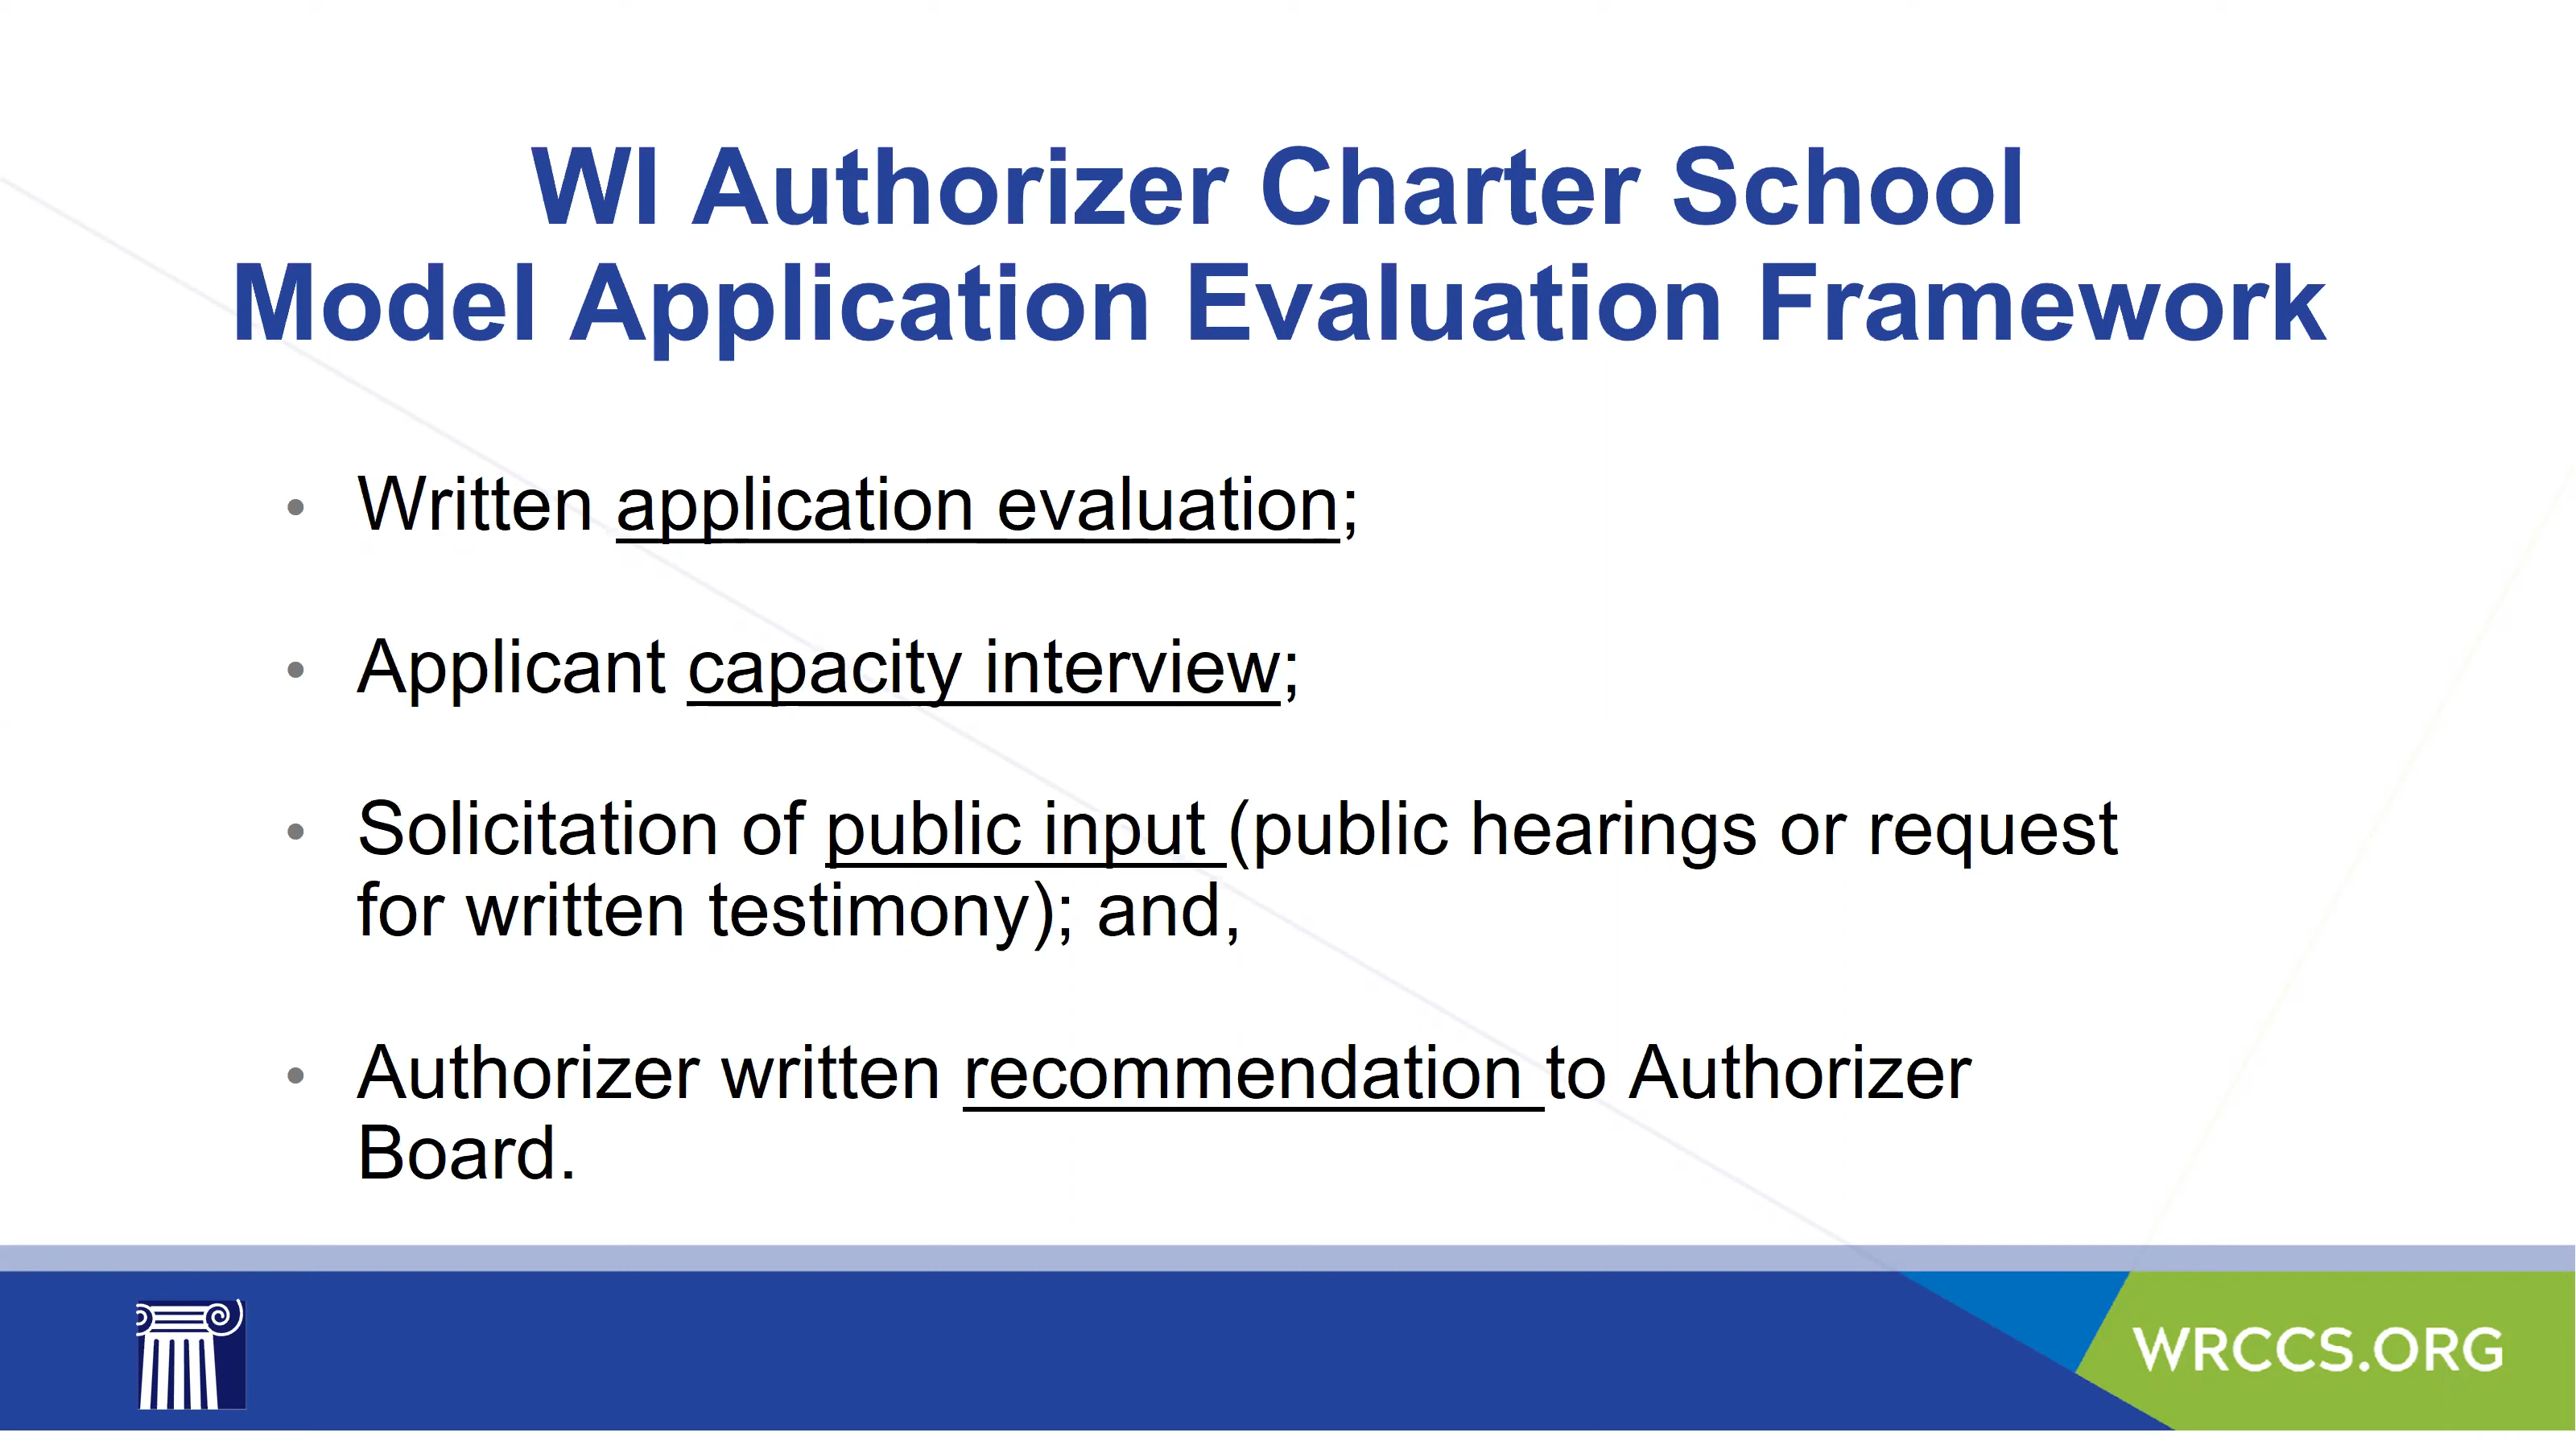 WI Authorizer Charter School
Model Application Evaluation Framework
• Written application evaluation;
• Applicant capacity interview;
• Solicitation of public input (public hearings or request
for written testimony); and,
• Authorizer written recommendation to Authorizer
Board.
WRCCS.ORG